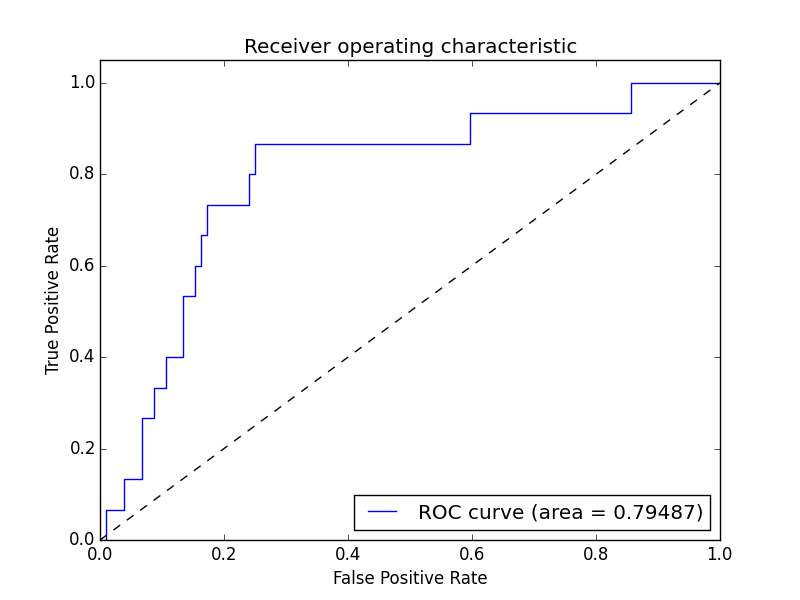 Receiver operating characteristic
1.0
0.8
0.6
0.4
0.2
0.0
True Positive Rate
ROC curve (area = 0.79487)
0.0 0.2 0.4 0.6 0.8 1.0
False Positive Rate